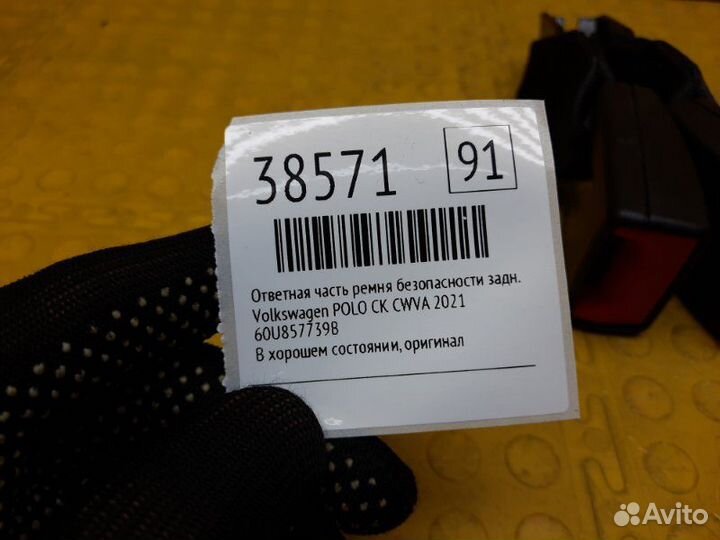 38571 91
Ответная часть ремня безопасности задн.
Volkswagen POLO CK CWVA 2021
60U857739B
В хорошем состоянии, оригинал
Avito